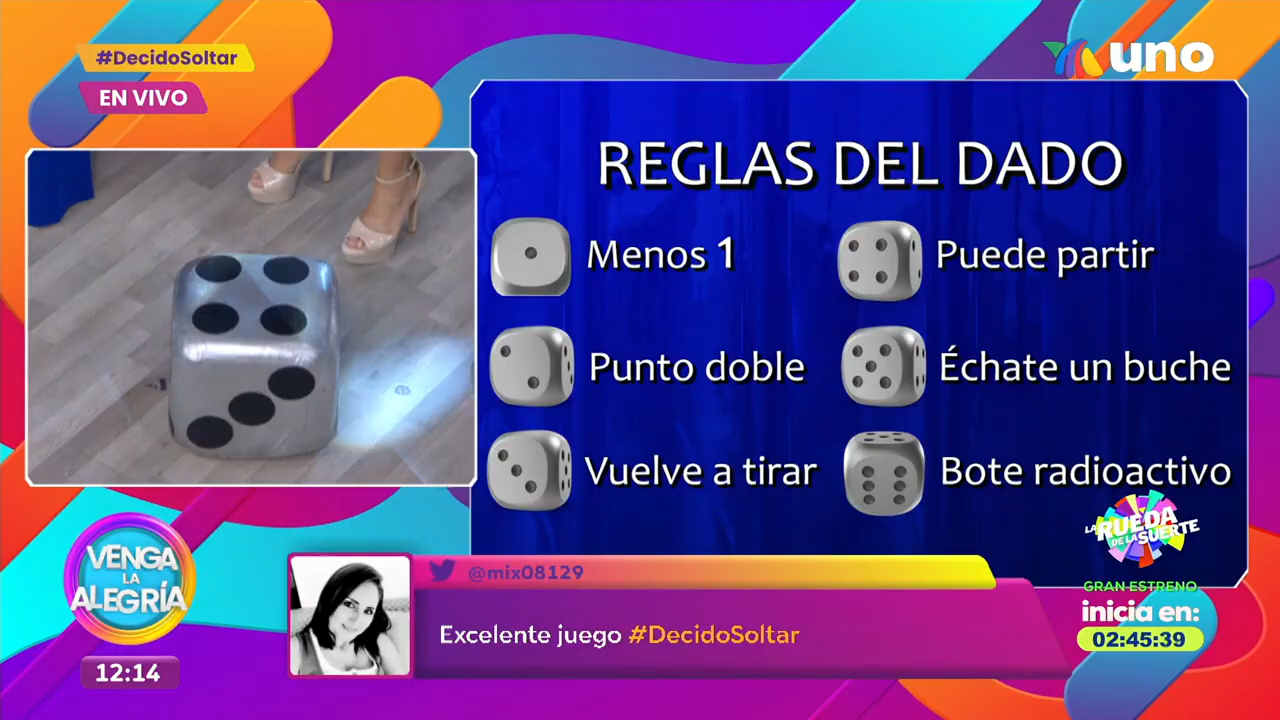 #DecidoSoltar
EN VIVO
uno
REGLAS DEL DADO
Menos 1
Puede partir
Punto doble
Échate un buche
Vuelve a tirar
Bote radioactivo
LA RUEDA
DE LA SUERTE
GRAN ESTRENO
inicia en:
02:45:39
VENGA
LA
ALEGRÍA
12:14
@mix08129
Excelente juego #DecidoSoltar